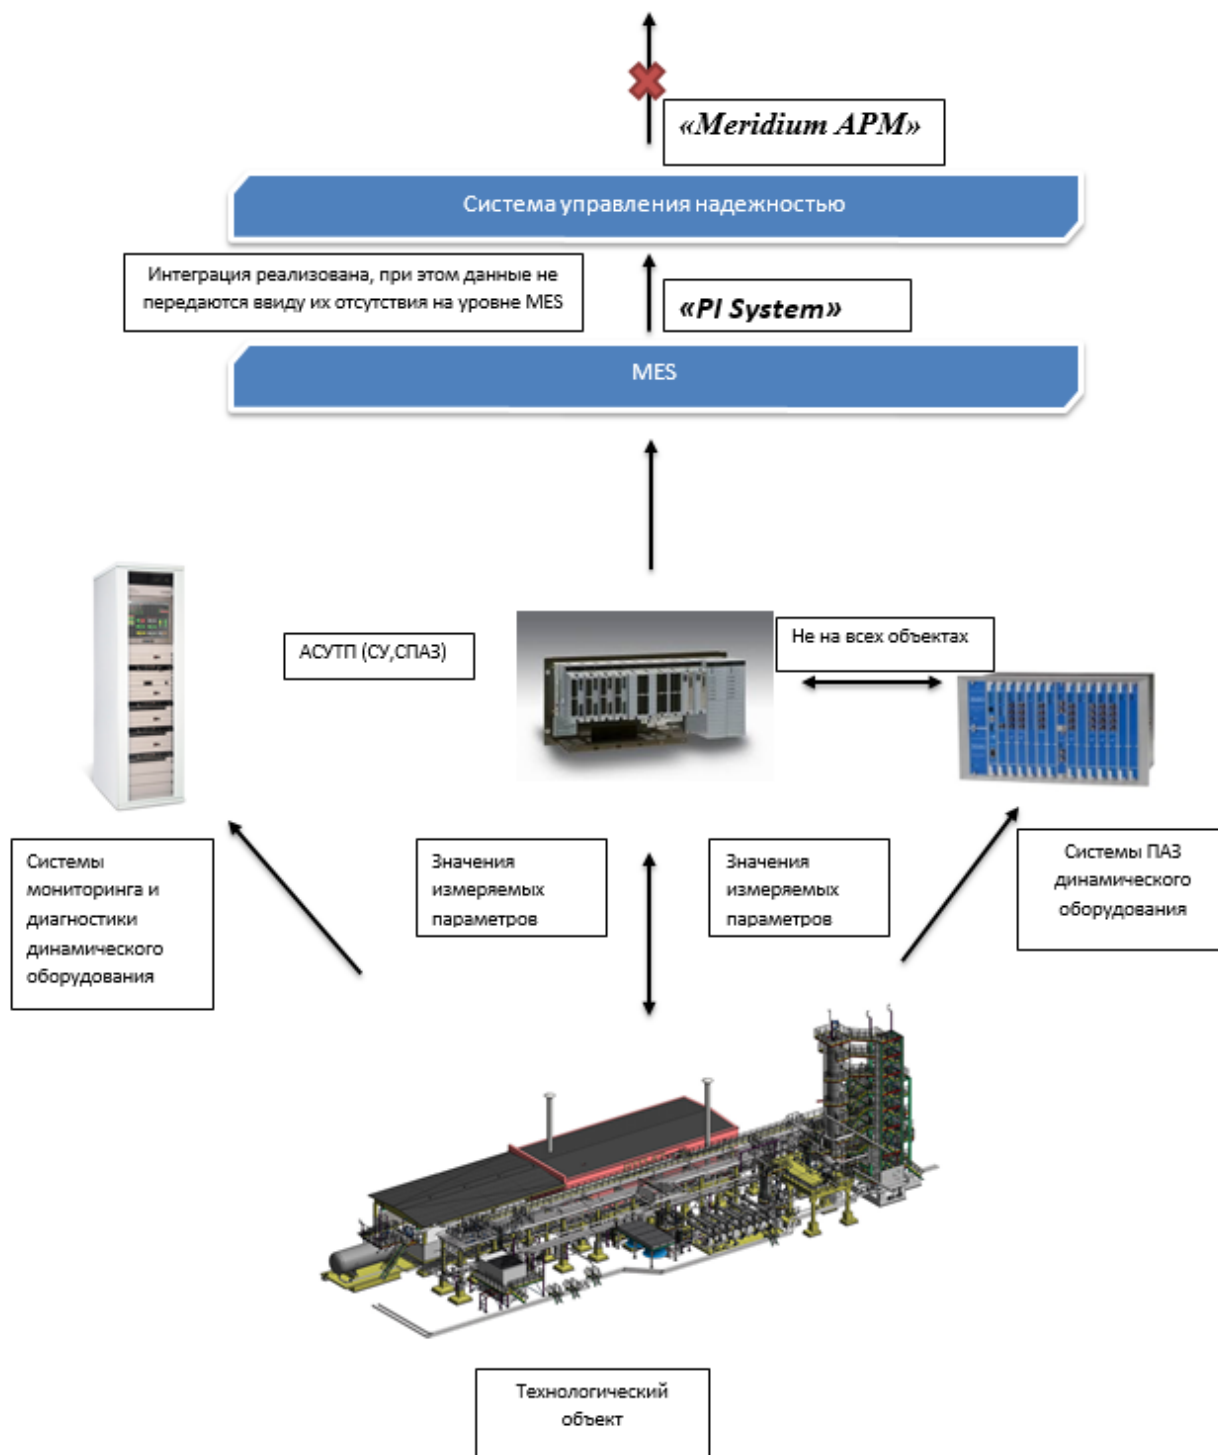 «Meridium APM»
Система управления надежностью
Интеграция реализована, при этом данные не
передаются ввиду их отсутствия на уровне MES
«PI System»
MES
АСУТП (СУ,СПАЗ)
Не на всех объектах
Системы
мониторинга и
диагностики
динамического
оборудования
Значения
измеряемых
параметров
Значения
измеряемых
параметров
Системы ПАЗ
динамического
оборудования
Технологический
объект